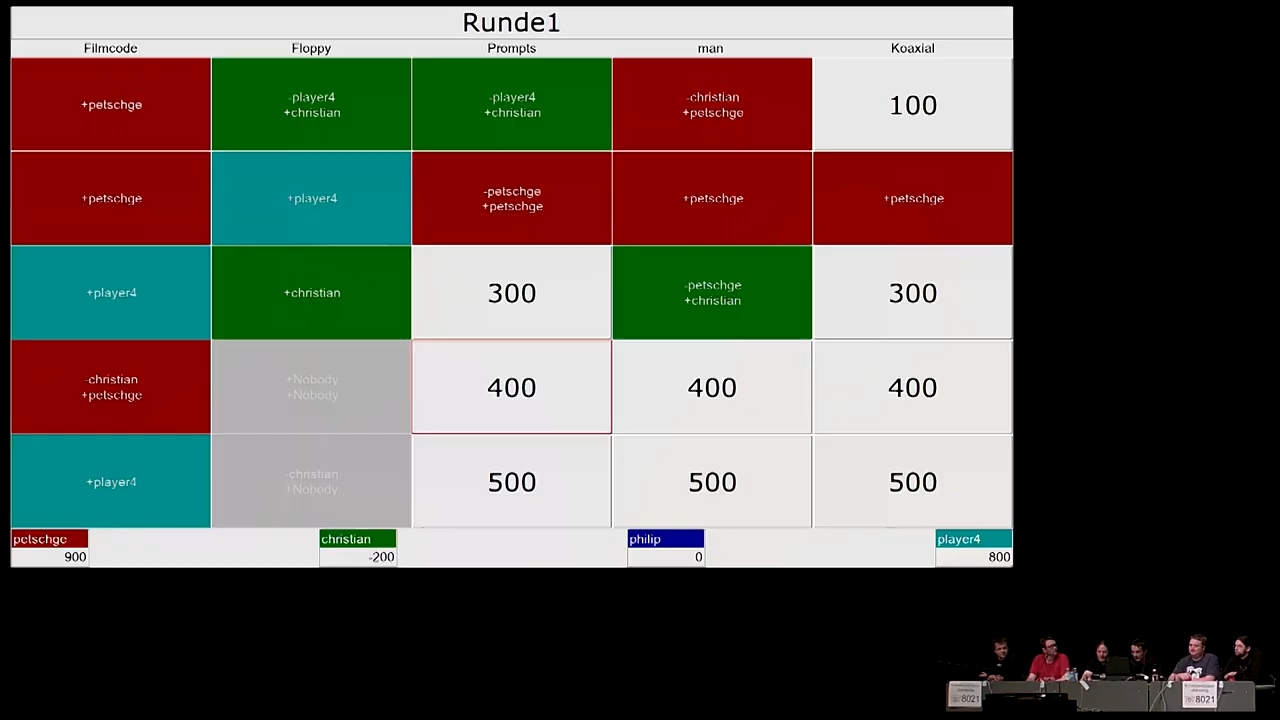 Runde1
Filmcode Floppy Prompts man Koaxial
+petschge
-player4
+christian
-player4
+christian
-christian
+petschge
100
+petschge
+player4
-petschge
+petschge
+petschge
+petschge
+player4
+christian
300
-petschge
+christian
300
-christian
+petschge
+Nobody
+Nobody
400
400
400
+player4
-christian
+Nobody
500
500
500
petschge
900
christian
-200
philip
0
player4
800
8021
8021